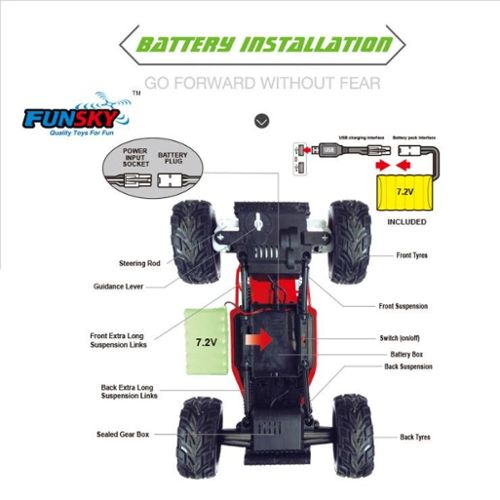 BATTERY INSTALLATION
GO FORWARD WITHOUT FEAR
TM
FUNSKY
Quality Toys For Fun
POWER
INPUT
SOCKET
BATTERY
PLUG
USB charging interface
Battery pack interface
USB
7.2V
INCLUDED
Steering Rod
Front Tyres
Guidance Lever
Front Suspension
Front Extra Long
Suspension Links
7.2V
Switch (on/off)
Battery Box
Back Suspension
Back Extra Long
Suspension Links
Sealed Gear Box
Back Tyres